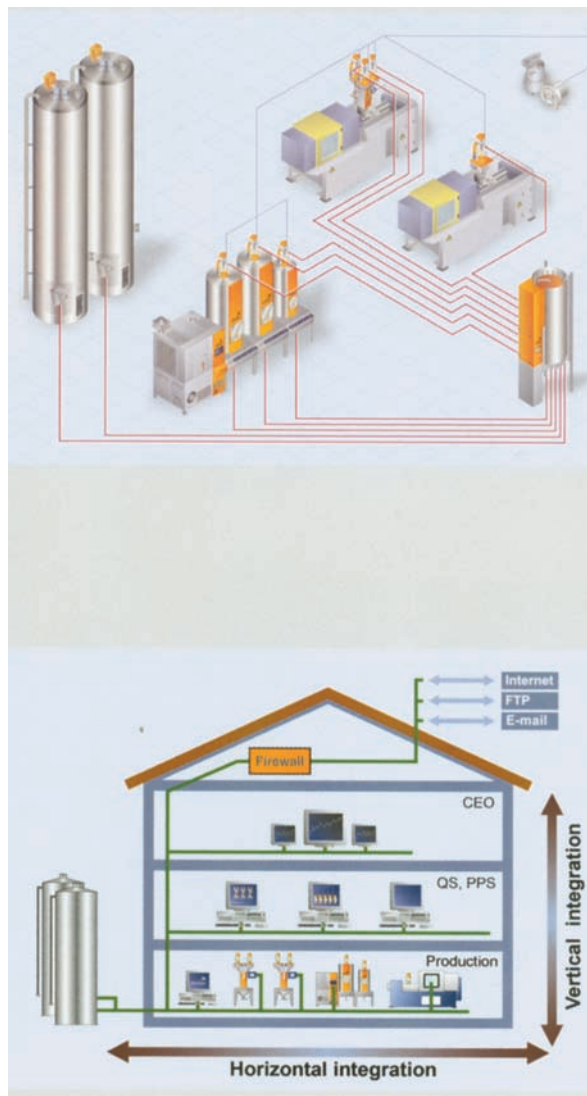 Internet
FTP
E-mail
Firewall
CEO
QS, PPS
Production
Vertical integration
Horizontal integration